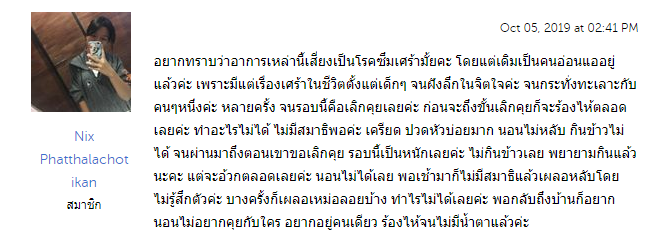 Oct 05, 2019 at 02:41 PM
อยากทราบว่าอาการเหล่านี้เสี่ยงเป็นโรคซึมเศร้ามั้ยคะ โดยแต่เดิมเป็นคนอ่อนแออยู่
แล้วค่ะ เพราะมีแต่เรื่องเศร้าในชีวิตตั้งแต่เด็กๆ จนฝังลึกในจิตใจค่ะ จนกระทั่งทะเลาะกับ
คนๆหนึ่งค่ะ หลายครั้ง จนรอบนี้คือเลิกคุยเลยค่ะ ก่อนจะถึงขั้นเลิกคุยก็จะร้องไห้ตลอด
เลยค่ะ ทำอะไรไม่ได้ ไม่มีสมาธิพอค่ะ เครียด ปวดหัวบ่อยมาก นอนไม่หลับ กินข้าวไม่
ได้ จนผ่านมาถึงตอนเขาขอเลิกคุย รอบนี้เป็นหนักเลยค่ะ ไม่กินข้าวเลย พยายามกินแล้ว
นะคะ แต่จะอ้วกตลอดเลยค่ะ นอนไม่ได้เลย พอเช้ามาก็ไม่มีสมาธิแล้วเผลอหลับโดย
ไม่รู้สึกตัวค่ะ บางครั้งก็เผลอเหม่อลอยบ้าง ทำไรไม่ได้เลยค่ะ พอกลับถึงบ้านก็อยาก
นอนไม่อยากคุยกับใคร อยากอยู่คนเดียว ร้องไห้จนไม่มีน้ำตาแล้วค่ะ
Nix
Phatthalachot
ikan
สมาชิก